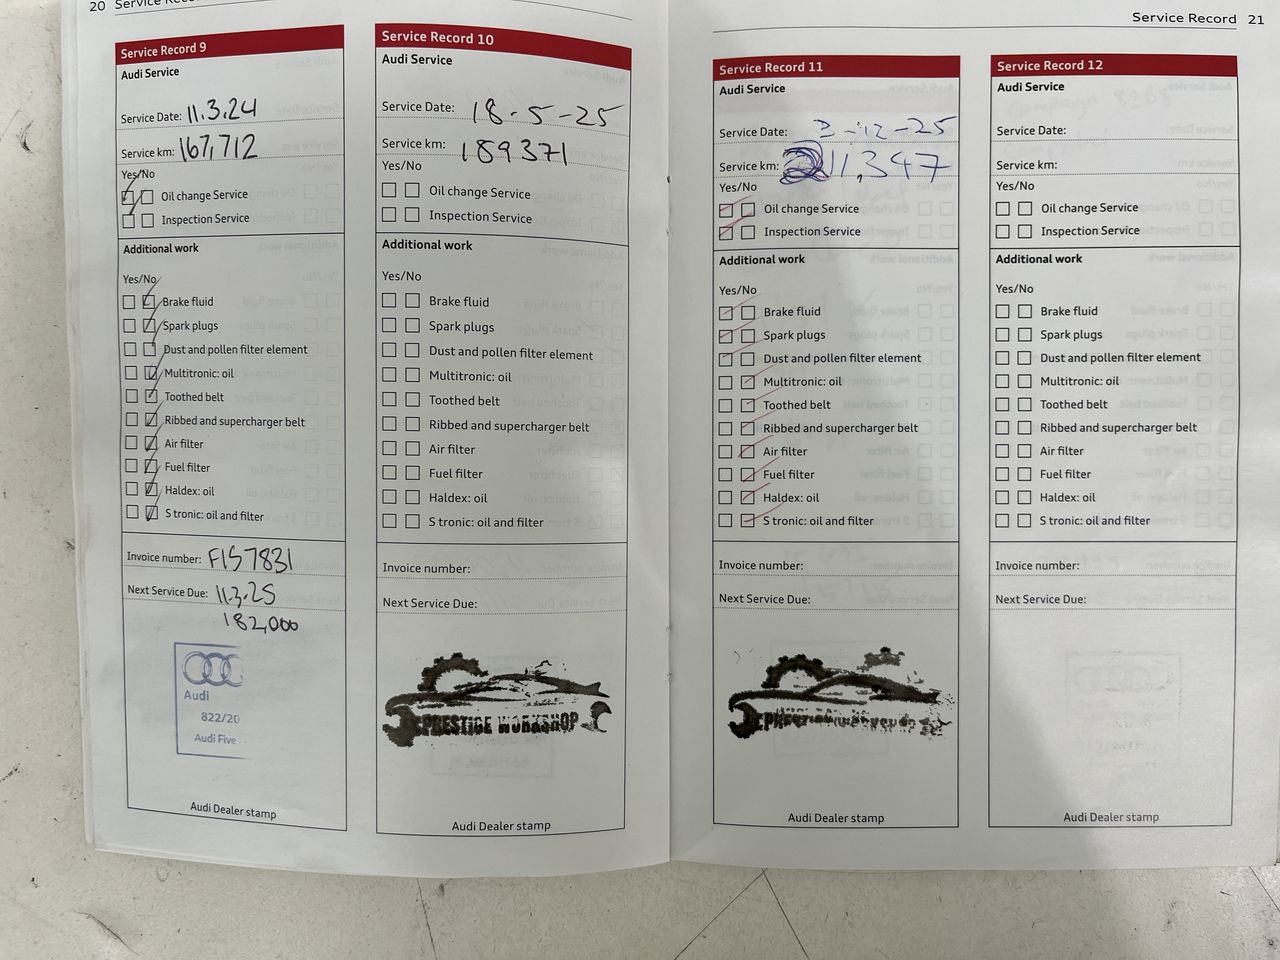 20 Service Reco
Service Record 9
Audi Service
Service Date: 11.3.24
Service km: 167,712
Yes/No
Oil change Service
Inspection Service
Additional work
Yes/No
Brake fluid
Spark plugs
Dust and pollen filter element
Multitronic: oil
Toothed belt
Ribbed and supercharger belt
Air filter
Fuel filter
Haldex: oil
S tronic: oil and filter
Invoice number: F157831
Next Service Due: 11.3.25
182,000
Audi
822/20
Audi Five
Audi Dealer stamp
Service Record 10
Audi Service
Service Date: 18-5-25
Service km: 189371
Yes/No
Oil change Service
Inspection Service
Additional work
Yes/No
Brake fluid
Spark plugs
Dust and pollen filter element
Multitronic: oil
Toothed belt
Ribbed and supercharger belt
Air filter
Fuel filter
Haldex: oil
S tronic: oil and filter
Invoice number:
Next Service Due:
PRESTIGE WORKSHOP
Audi Dealer stamp
Service Record 21
Service Record 11
Audi Service
Service Date: 2-12-25
Service km: 211,347
Yes/No
Oil change Service
Inspection Service
Additional work
Yes/No
Brake fluid
Spark plugs
Dust and pollen filter element
Multitronic: oil
Toothed belt
Ribbed and supercharger belt
Air filter
Fuel filter
Haldex: oil
S tronic: oil and filter
Invoice number:
Next Service Due:
PRESTIGE WORKSHOP
Audi Dealer stamp
Service Record 12
Audi Service
Service Date:
Service km:
Yes/No
Oil change Service
Inspection Service
Additional work
Yes/No
Brake fluid
Spark plugs
Dust and pollen filter element
Multitronic: oil
Toothed belt
Ribbed and supercharger belt
Air filter
Fuel filter
Haldex: oil
S tronic: oil and filter
Invoice number:
Next Service Due:
Audi Dealer stamp